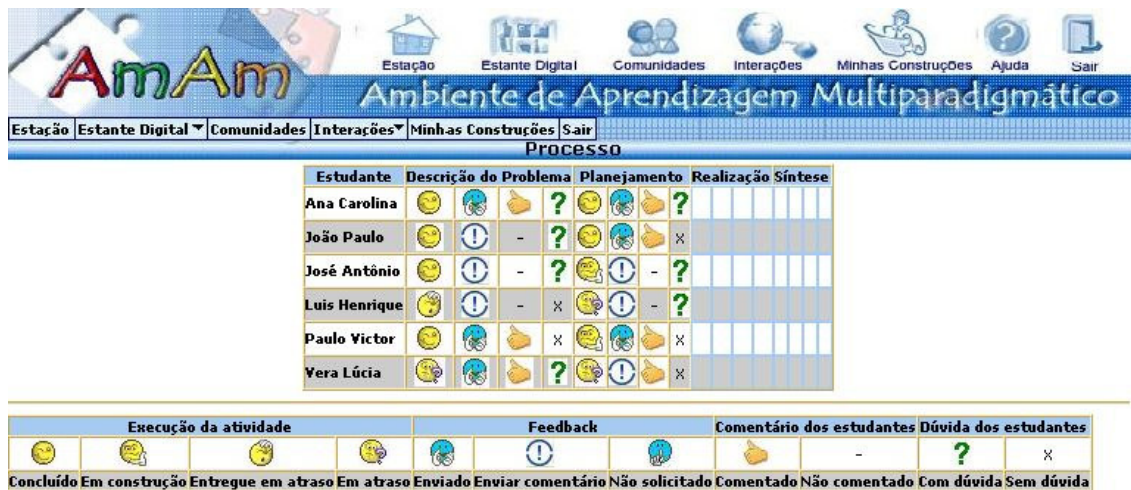 AmAm
Estação Estante Digital Comunidades Interações Minhas Construções Ajuda Sair
Ambiente de Aprendizagem Multiparadigmático
Estação Estante Digital Comunidades Interações Minhas Construções Sair
Processo
Estudante Descrição do Problema Planejamento Realização Síntese
Ana Carolina ? ?
João Paulo - ? x
José Antônio - ? - ?
Luis Henrique - x - ?
Paulo Victor x x
Vera Lúcia ? x
Execução da atividade Feedback Comentário dos estudantes Dúvida dos estudantes
- ? x
Concluído Em construção Entregue em atraso Em atraso Enviado Enviar comentário Não solicitado Comentado Não comentado Com dúvida Sem dúvida